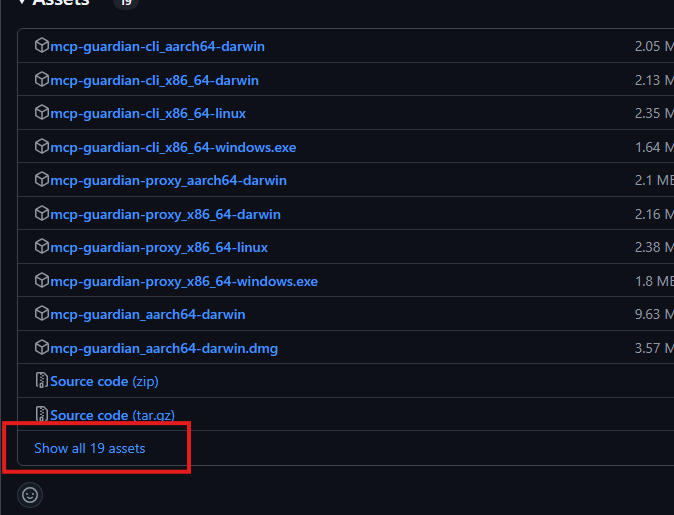 Assets 19
mcp-guardian-cli_aarch64-darwin 2.05 M
mcp-guardian-cli_x86_64-darwin 2.13 M
mcp-guardian-cli_x86_64-linux 2.35 M
mcp-guardian-cli_x86_64-windows.exe 1.64 M
mcp-guardian-proxy_aarch64-darwin 2.1 MB
mcp-guardian-proxy_x86_64-darwin 2.16 M
mcp-guardian-proxy_x86_64-linux 2.38 M
mcp-guardian-proxy_x86_64-windows.exe 1.8 MB
mcp-guardian_aarch64-darwin 9.63 M
mcp-guardian_aarch64-darwin.dmg 3.57 M
Source code (zip)
Source code (tar.gz)
Show all 19 assets